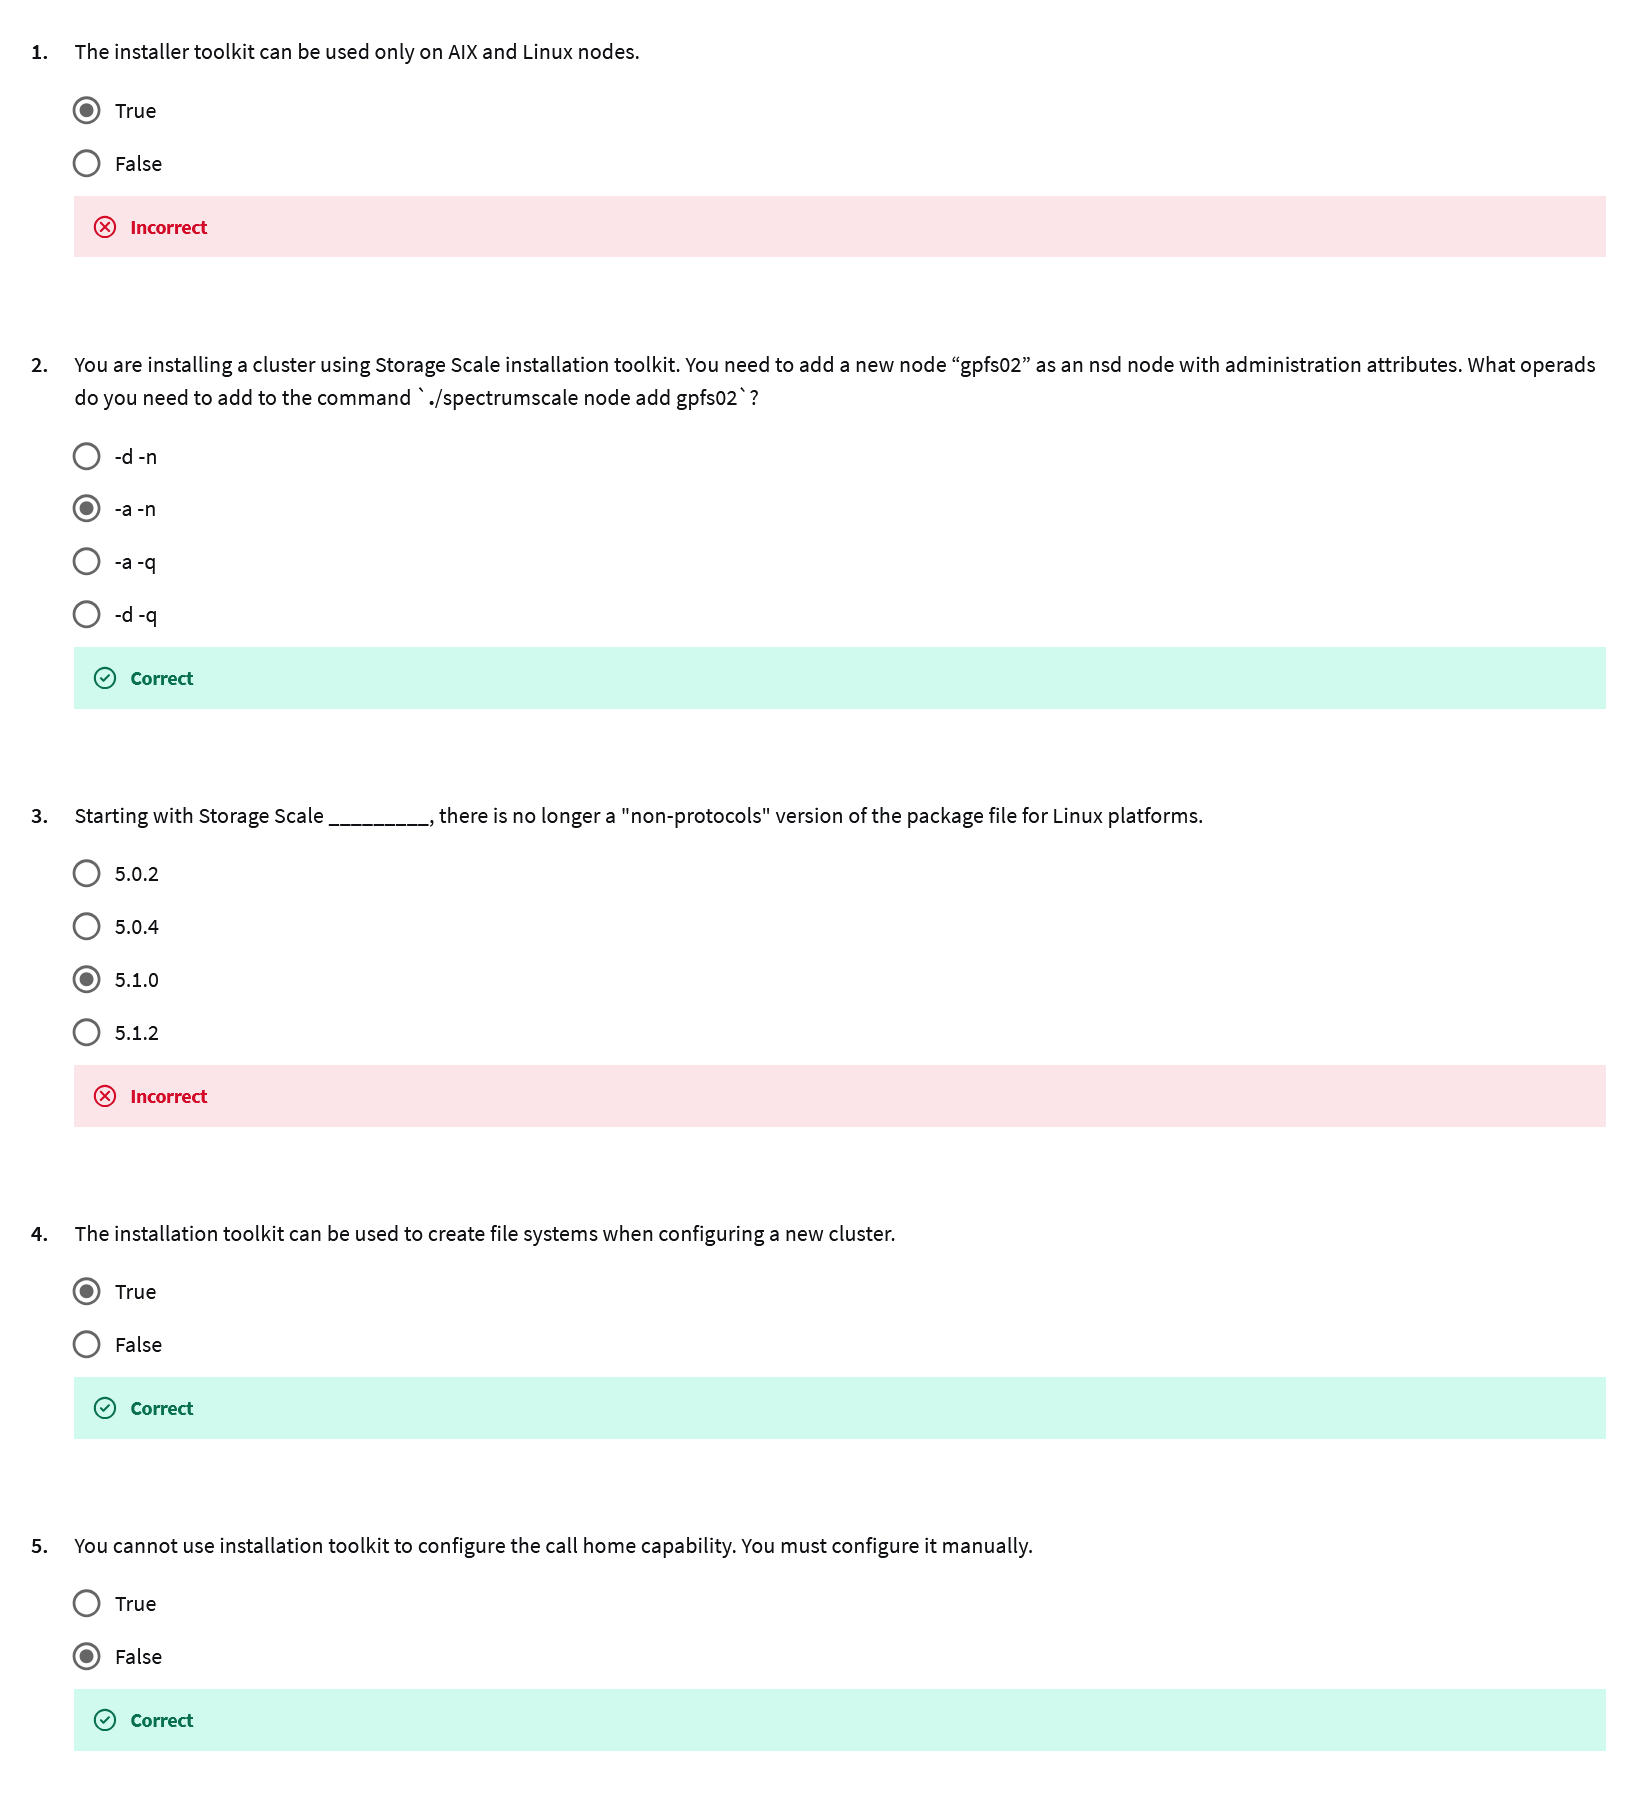 1. The installer toolkit can be used only on AIX and Linux nodes.
True
False
Incorrect
2. You are installing a cluster using Storage Scale installation toolkit. You need to add a new node “gpfs02” as an nsd node with administration attributes. What operads
do you need to add to the command `./spectrumscale node add gpfs02`?
-d -n
-a -n
-a -q
-d -q
Correct
3. Starting with Storage Scale _________, there is no longer a "non-protocols" version of the package file for Linux platforms.
5.0.2
5.0.4
5.1.0
5.1.2
Incorrect
4. The installation toolkit can be used to create file systems when configuring a new cluster.
True
False
Correct
5. You cannot use installation toolkit to configure the call home capability. You must configure it manually.
True
False
Correct